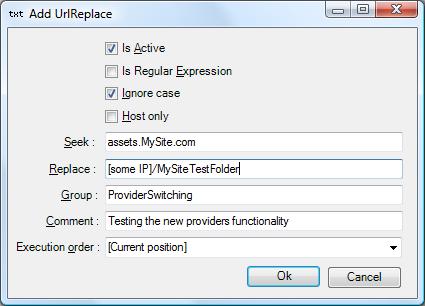 txt Add UrlReplace
Is Active
Is Regular Expression
Ignore case
Host only
Seek : assets.MySite.com
Replace : [some IP]/MySiteTestFolder
Group : ProviderSwitching
Comment : Testing the new providers functionality
Execution order : [Current position]
Ok Cancel